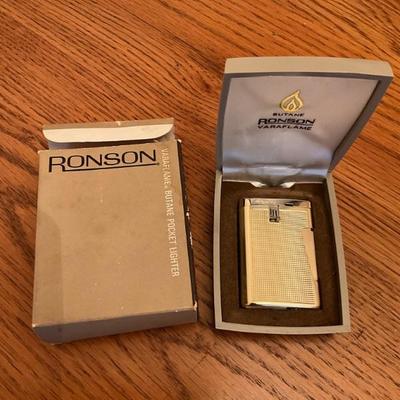 RONSON
VARAFLAME BUTANE POCKET LIGHTER
BUTANE
RONSON
VARAFLAME